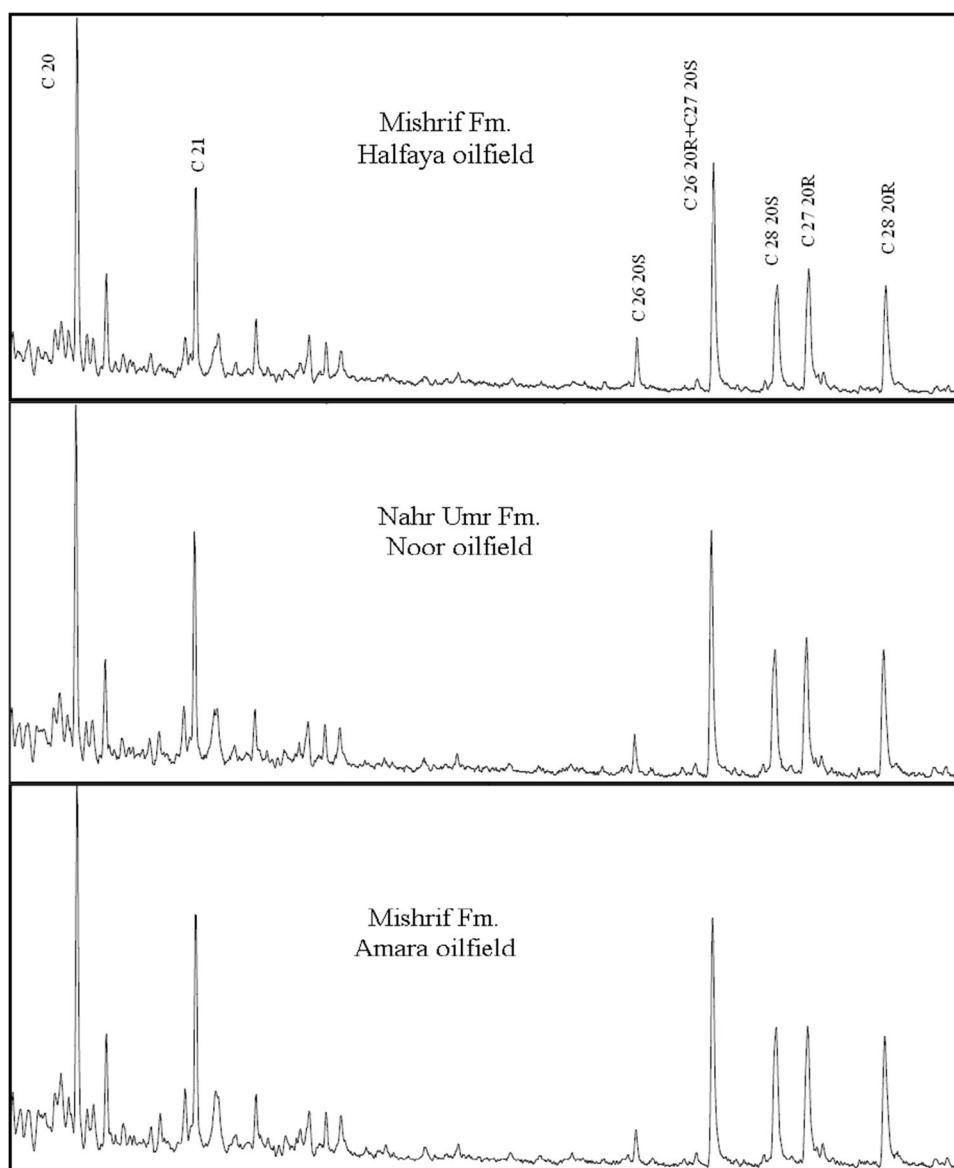 C 20
C 21
Mishrif Fm.
Halfaya oilfield
C 26 20S
C 26 20R+C27 20S
C 28 20S
C 27 20R
C 28 20R
Nahr Umr Fm.
Noor oilfield
Mishrif Fm.
Amara oilfield